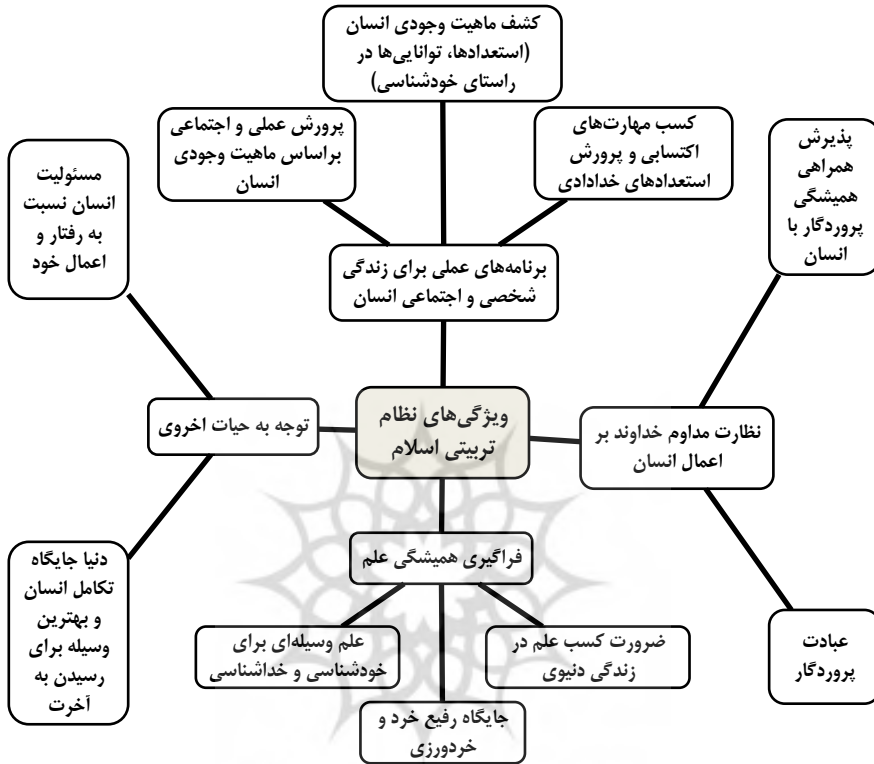 کشف ماهیت وجودی انسان
(استعدادها، توانایی‌ها در
راستای خودشناسی)
پرورش عملی و اجتماعی
براساس ماهیت وجودی
انسان
کسب مهارت‌های
اکتسابی و پرورش
استعدادهای خدادادی
پذیرش
همراهی
همیشگی
پروردگار با
انسان
مسئولیت
انسان نسبت
به رفتار و
اعمال خود
برنامه‌های عملی برای زندگی
شخصی و اجتماعی انسان
ویژگی‌های نظام
تربیتی اسلام
توجه به حیات اخروی
نظارت مداوم خداوند بر
اعمال انسان
فراگیری همیشگی علم
دنیا جایگاه
تکامل انسان
و بهترین
وسیله برای
رسیدن به
آخرت
علم وسیله‌ای برای
خودشناسی و خداشناسی
ضرورت کسب علم در
زندگی دنیوی
جایگاه رفیع خرد و
خردورزی
عبادت
پروردگار